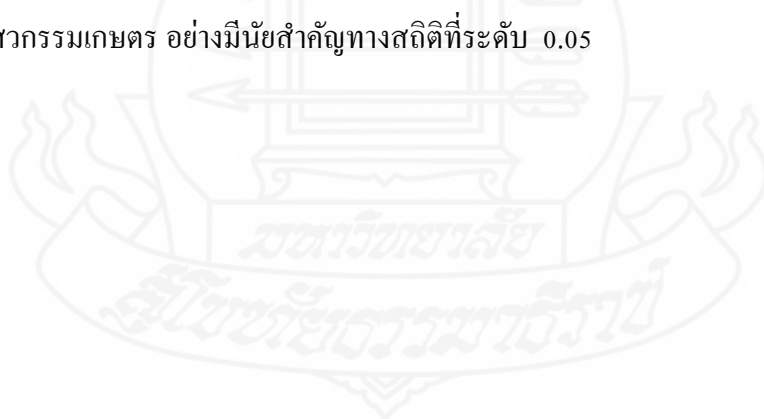 ศวกรรมเกษตร อย่างมีนัยสำคัญทางสถิติที่ระดับ 0.05
มหาวิทยาลัย
สุโขทัยธรรมาธิราช